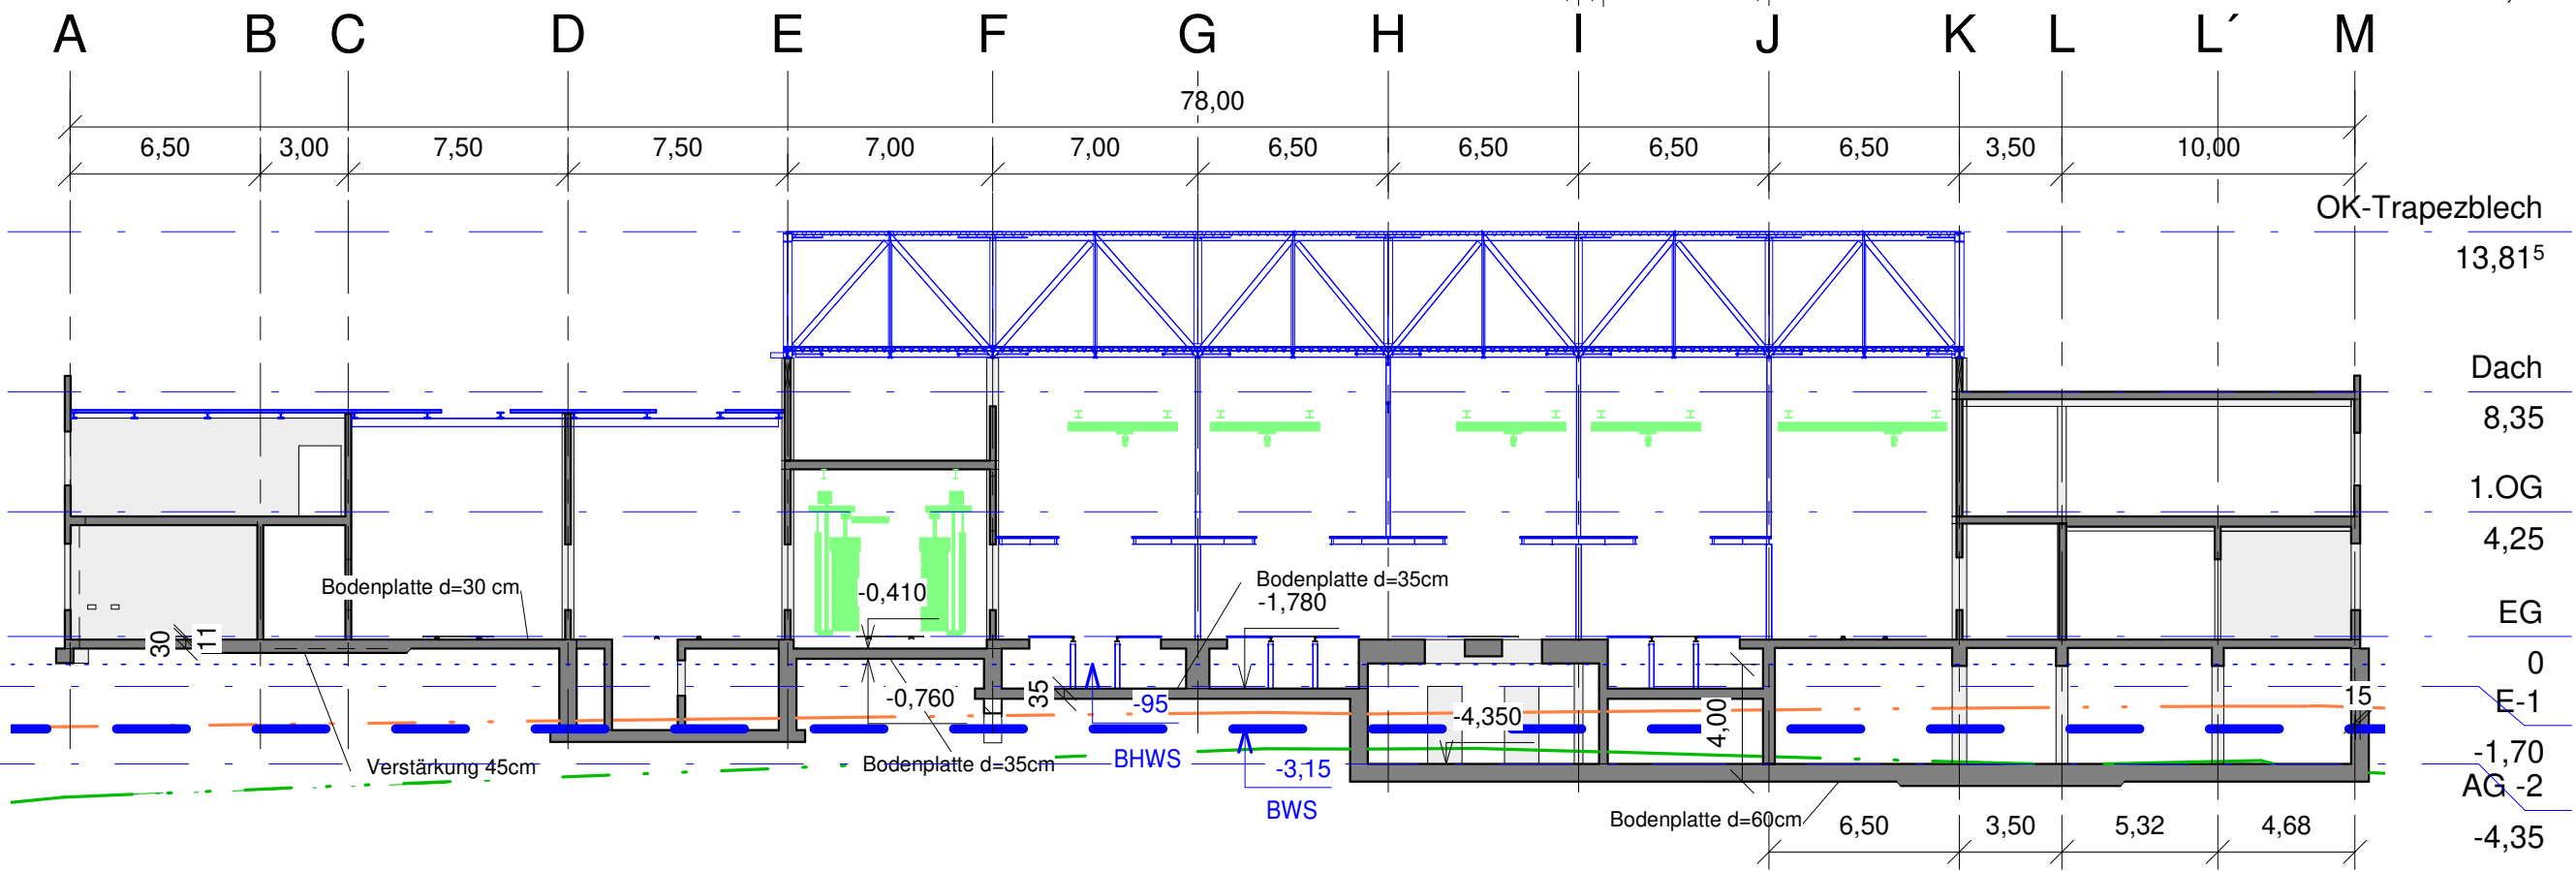 A B C D E F G H I J K L L´ M
78,00
6,50 3,00 7,50 7,50 7,00 7,00 6,50 6,50 6,50 6,50 3,50 10,00
OK-Trapezblech
13,81⁵
Dach
8,35
1.OG
4,25
Bodenplatte d=30 cm
-0,410
Bodenplatte d=35cm
-1,780
EG
0
30
11
-0,760
35
-95
-4,350
4,00
15
E-1
-1,70
Verstärkung 45cm
Bodenplatte d=35cm
BHWS
-3,15
BWS
AG -2
-4,35
Bodenplatte d=60cm
6,50 3,50 5,32 4,68